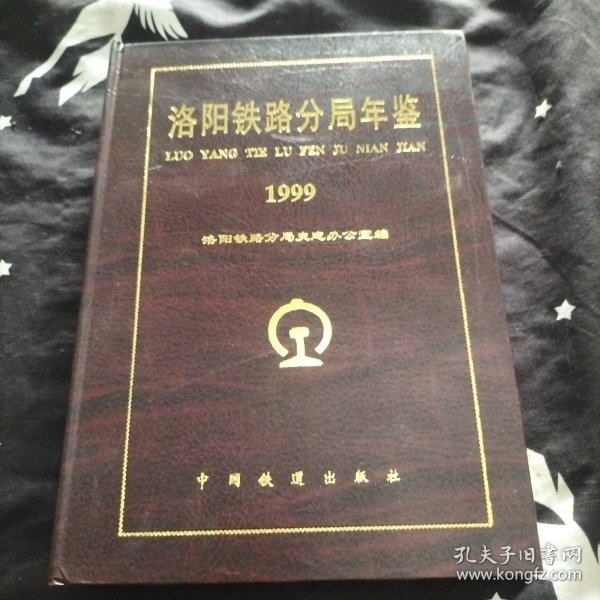 洛阳铁路分局年鉴
LUO YANG TIE LU FEN JU NIAN JIAN
1999
洛阳铁路分局史志办公室编
中国铁道出版社
孔夫子旧书网
www.kongfz.com